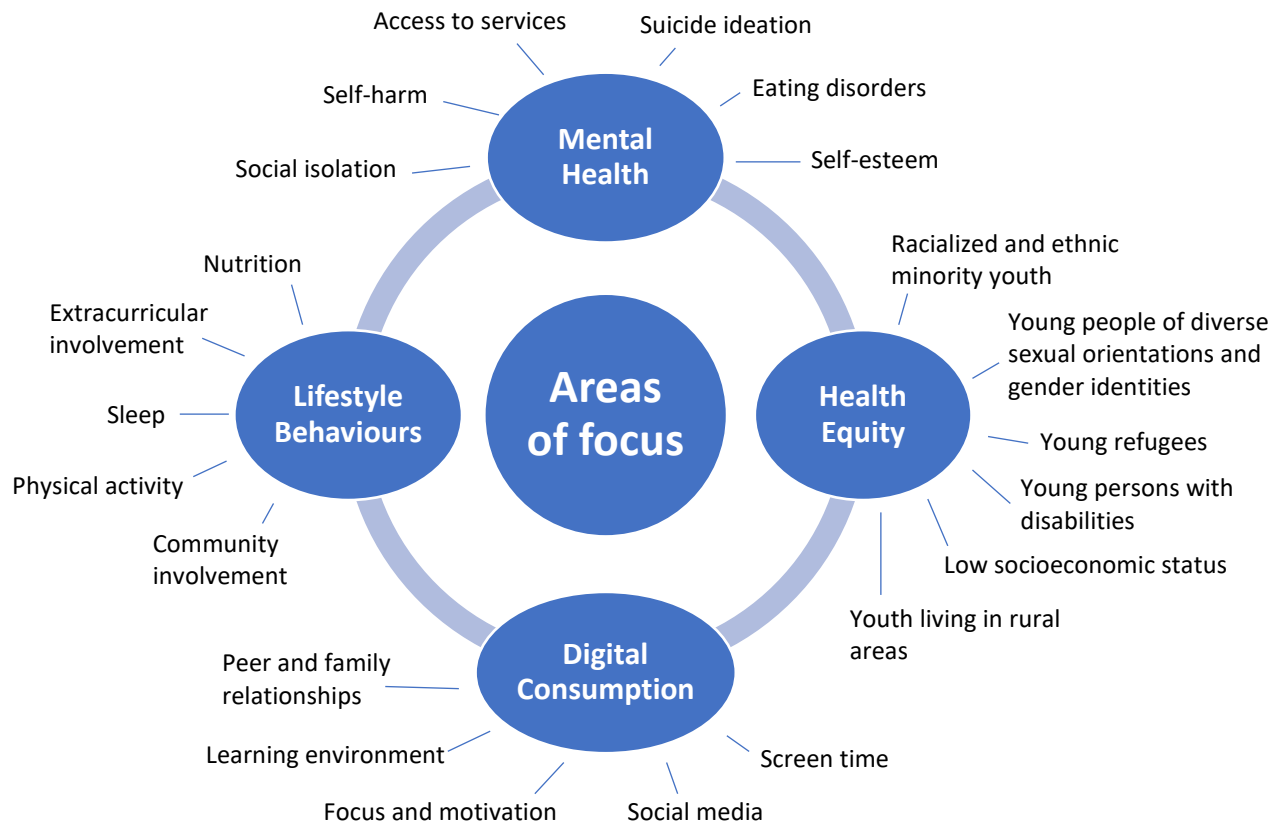 Access to services
Suicide ideation
Self-harm
Eating disorders
Social isolation
Self-esteem
Mental
Health
Racialized and ethnic
minority youth
Young people of diverse
sexual orientations and
gender identities
Young refugees
Young persons with
disabilities
Low socioeconomic status
Youth living in rural
areas
Health
Equity
Areas
of focus
Nutrition
Extracurricular
involvement
Sleep
Physical activity
Community
involvement
Lifestyle
Behaviours
Digital
Consumption
Peer and family
relationships
Learning environment
Focus and motivation
Social media
Screen time